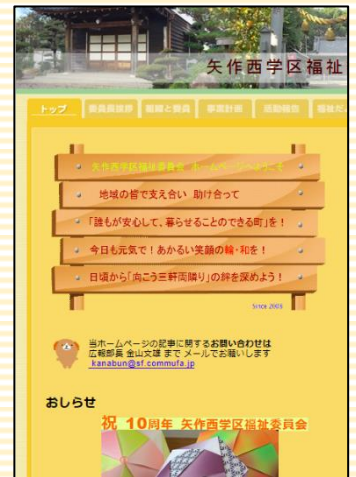 矢作西学区福祉
トップ 委員長挨拶 組織と委員 事業計画 活動報告 福祉だ
矢作西学区福祉委員会 ホームページへようこそ
地域の皆で支え合い 助け合って
「誰もが安心して、暮らせることのできる町」を!
今日も元気で!あかるい笑顔の輪・和を!
日頃から「向こう三軒両隣り」の絆を深めよう!
Since 2008
当ホームページの記事に関するお問い合わせは
広報部長 金山文雄 まで メールでお願いします
kanabun@sf.commufa.jp
おしらせ
祝 10周年 矢作西学区福祉委員会